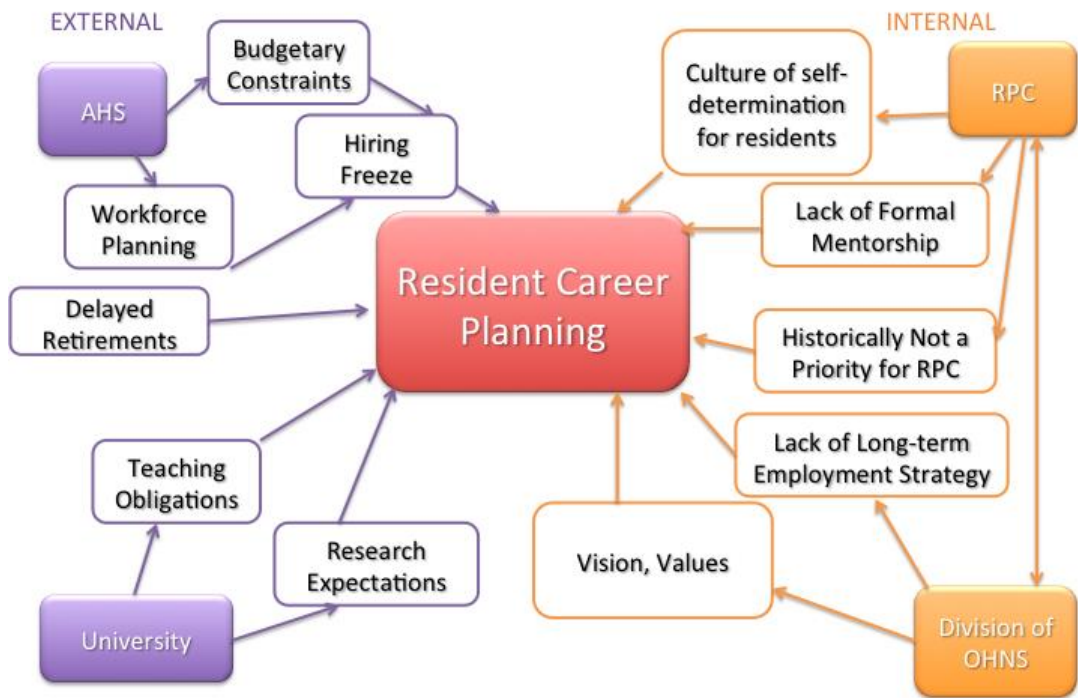 EXTERNAL
INTERNAL
AHS
Budgetary
Constraints
Hiring
Freeze
Workforce
Planning
Delayed
Retirements
Teaching
Obligations
Research
Expectations
University
Resident Career
Planning
Culture of self-
determination
for residents
RPC
Lack of Formal
Mentorship
Historically Not a
Priority for RPC
Lack of Long-term
Employment Strategy
Vision, Values
Division of
OHNS